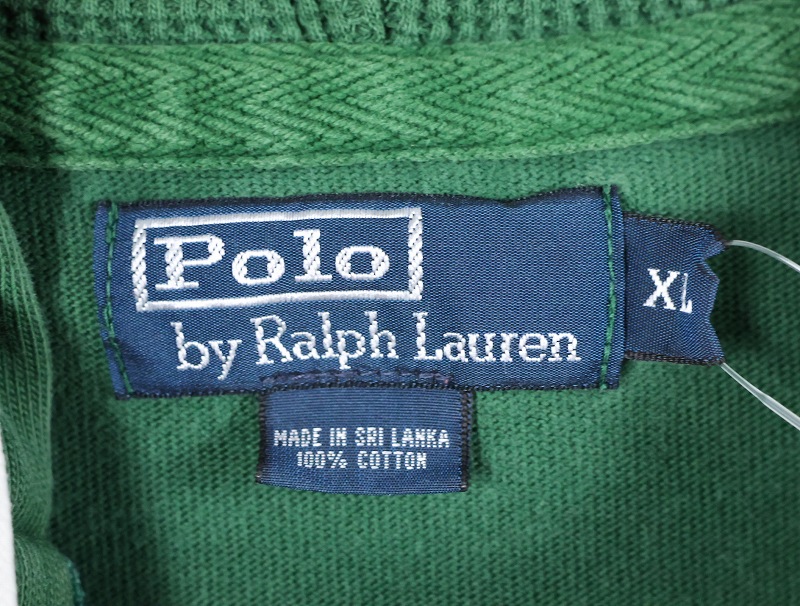 Polo
by Ralph Lauren
XL
MADE IN SRI LANKA
100% COTTON